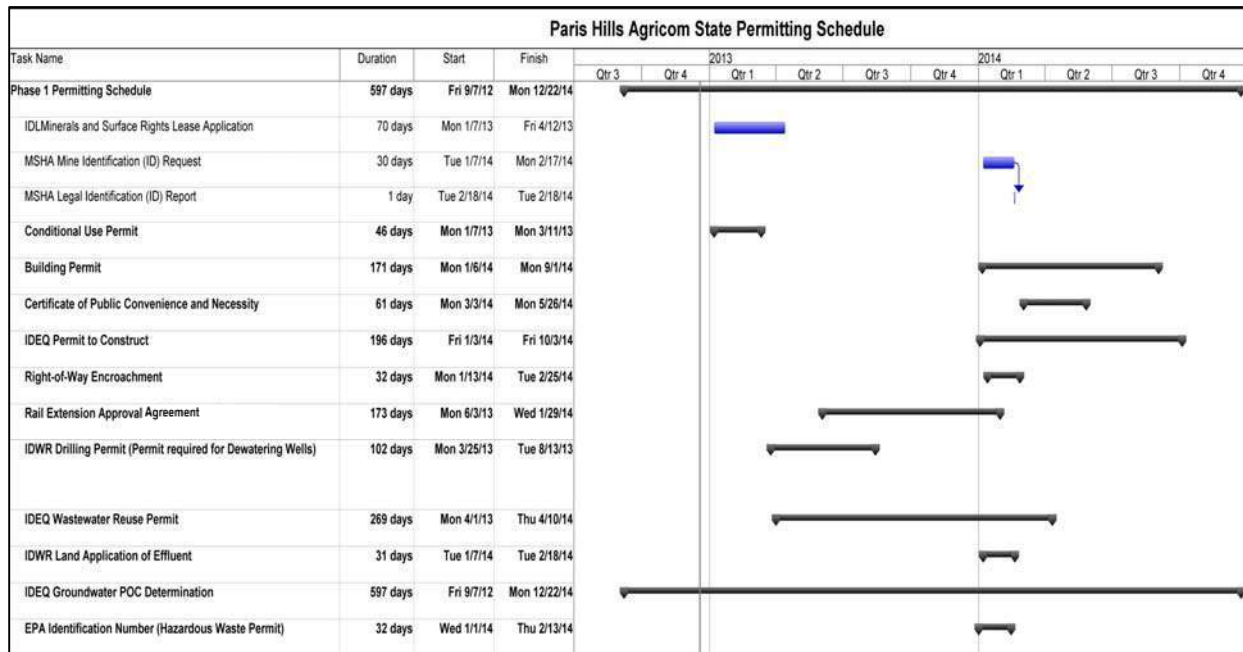 Paris Hills Agricom State Permitting Schedule
Task Name Duration Start Finish 2013 2014
Qtr 3 Qtr 4 Qtr 1 Qtr 2 Qtr 3 Qtr 4 Qtr 1 Qtr 2 Qtr 3 Qtr 4
Phase 1 Permitting Schedule 597 days Fri 9/7/12 Mon 12/22/14
IDLMinerals and Surface Rights Lease Application 70 days Mon 1/7/13 Fri 4/12/13
MSHA Mine Identification (ID) Request 30 days Tue 1/7/14 Mon 2/17/14
MSHA Legal Identification (ID) Report 1 day Tue 2/18/14 Tue 2/18/14
Conditional Use Permit 46 days Mon 1/7/13 Mon 3/11/13
Building Permit 171 days Mon 1/6/14 Mon 9/1/14
Certificate of Public Convenience and Necessity 61 days Mon 3/3/14 Mon 5/26/14
IDEQ Permit to Construct 196 days Fri 1/3/14 Fri 10/3/14
Right-of-Way Encroachment 32 days Mon 1/13/14 Tue 2/25/14
Rail Extension Approval Agreement 173 days Mon 6/3/13 Wed 1/29/14
IDWR Drilling Permit (Permit required for Dewatering Wells) 102 days Mon 3/25/13 Tue 8/13/13
IDEQ Wastewater Reuse Permit 269 days Mon 4/1/13 Thu 4/10/14
IDWR Land Application of Effluent 31 days Tue 1/7/14 Tue 2/18/14
IDEQ Groundwater POC Determination 597 days Fri 9/7/12 Mon 12/22/14
EPA Identification Number (Hazardous Waste Permit) 32 days Wed 1/1/14 Thu 2/13/14